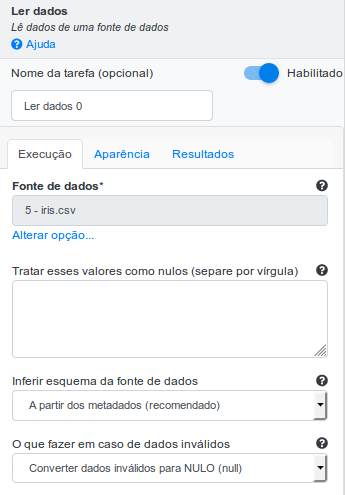 Ler dados
Lê dados de uma fonte de dados
Ajuda
Nome da tarefa (opcional)
Habilitado
Ler dados 0
Execução Aparência Resultados
Fonte de dados*
5 - iris.csv
Alterar opção...
Tratar esses valores como nulos (separe por vírgula)
Inferir esquema da fonte de dados
A partir dos metadados (recomendado)
O que fazer em caso de dados inválidos
Converter dados inválidos para NULO (null)